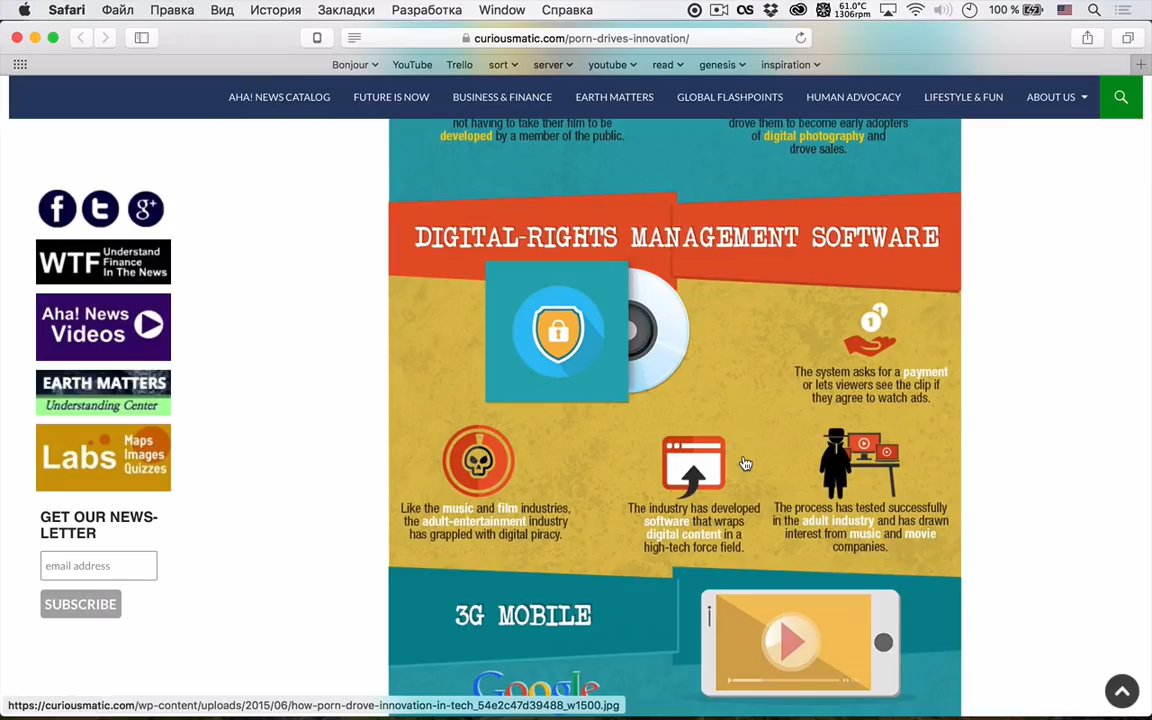 Safari Файл Правка Вид История Закладки Разработка Window Справка 61.0°C 1306rpm 100 %
curiousmatic.com/porn-drives-innovation/
Bonjour YouTube Trello sort server youtube read genesis inspiration
AHA! NEWS CATALOG FUTURE IS NOW BUSINESS & FINANCE EARTH MATTERS GLOBAL FLASHPOINTS HUMAN ADVOCACY LIFESTYLE & FUN ABOUT US
not having to take their film to be
developed by a member of the public.
drove them to become early adopters
of digital photography and
drove sales.
WTF Understand
Finance
In The News
Aha! News
Videos
EARTH MATTERS
Understanding Center
Labs Maps
Images
Quizzes
GET OUR NEWS-
LETTER
email address
SUBSCRIBE
DIGITAL-RIGHTS MANAGEMENT SOFTWARE
The system asks for a payment
or lets viewers see the clip if
they agree to watch ads.
Like the music and film industries,
the adult-entertainment industry
has grappled with digital piracy.
The industry has developed
software that wraps
digital content in a
high-tech force field.
The process has tested successfully
in the adult industry and has drawn
interest from music and movie
companies.
3G MOBILE
Google
https://curiousmatic.com/wp-content/uploads/2015/06/how-porn-drove-innovation-in-tech_54e2c47d39488_w1500.jpg